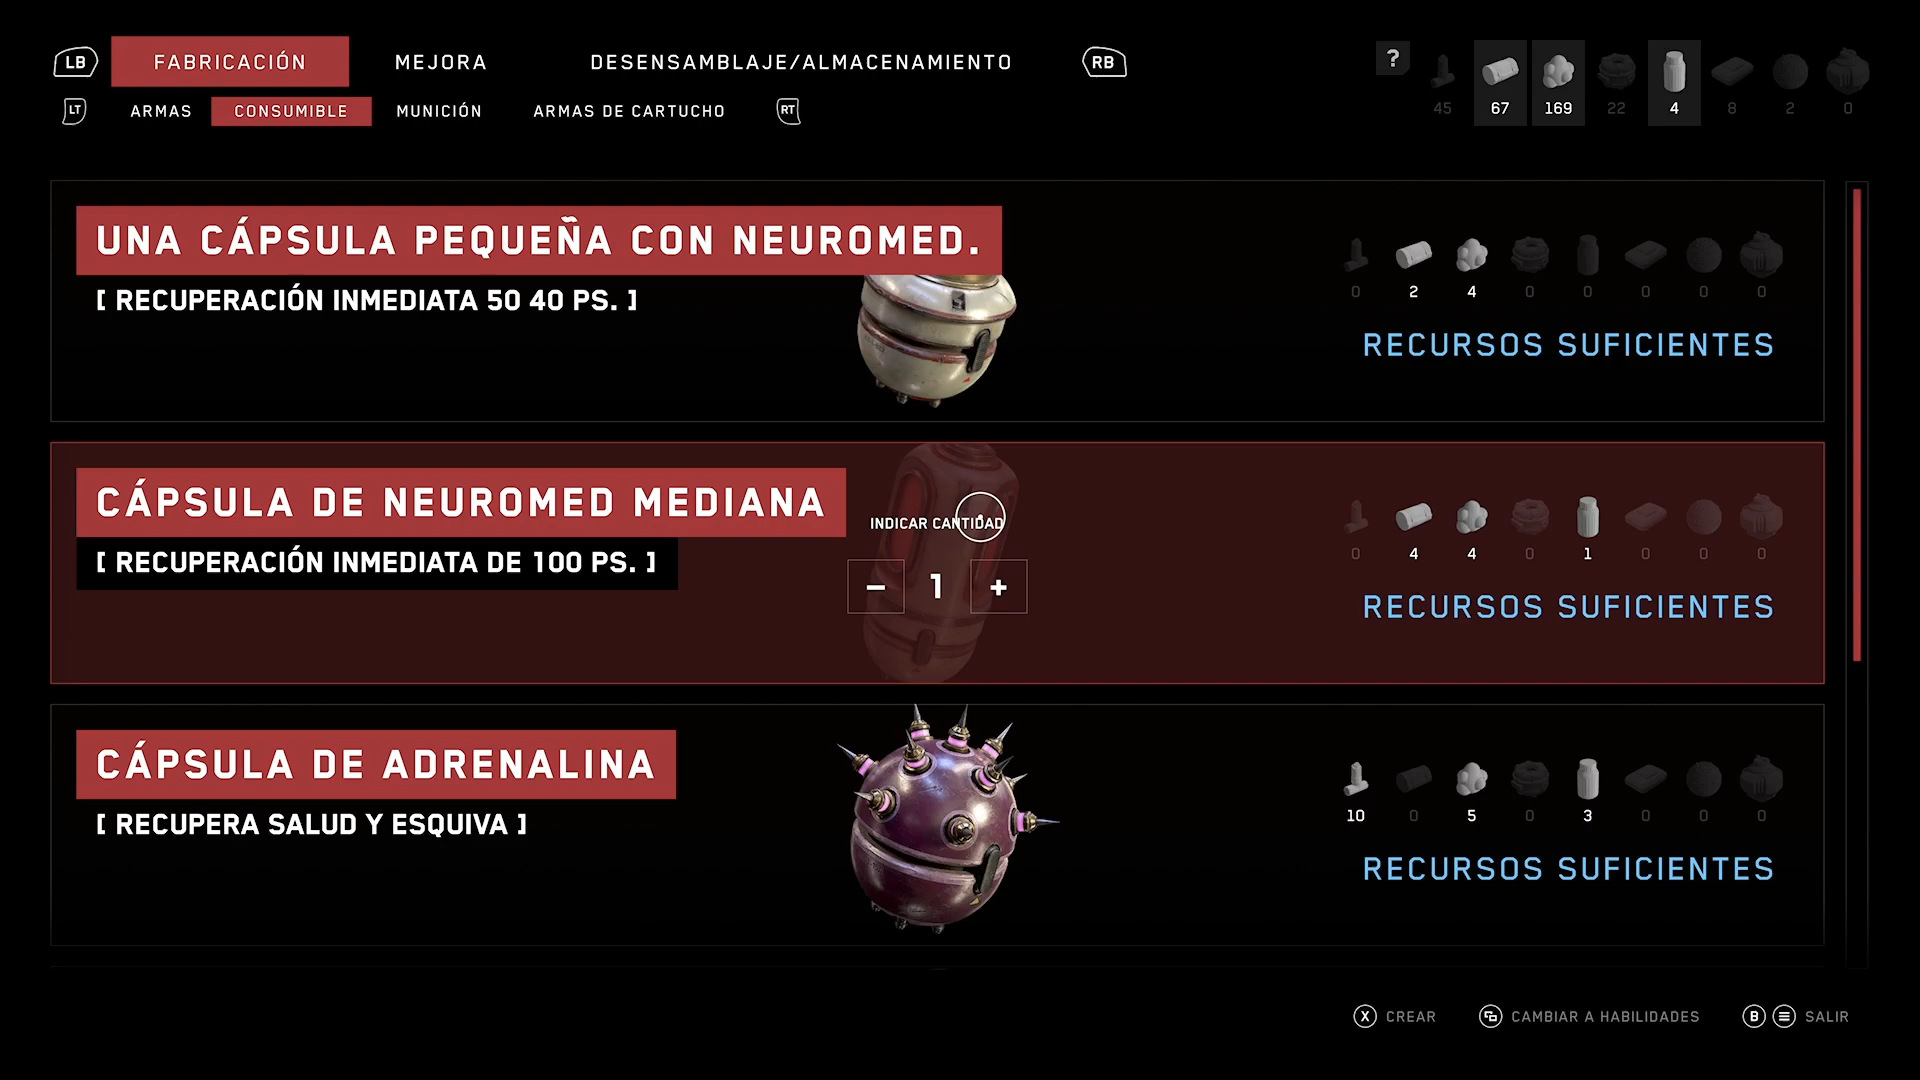 LB FABRICACIÓN MEJORA DESENSAMBLAJE/ALMACENAMIENTO RB
LT ARMAS CONSUMIBLE MUNICIÓN ARMAS DE CARTUCHO RT
?
45 67 169 22 4 8 2 0
UNA CÁPSULA PEQUEÑA CON NEUROMED.
[ RECUPERACIÓN INMEDIATA 50 40 PS. ]
0 2 4 0 0 0 0 0
RECURSOS SUFICIENTES
CÁPSULA DE NEUROMED MEDIANA
[ RECUPERACIÓN INMEDIATA DE 100 PS. ]
INDICAR CANTIDAD
− 1 +
0 4 4 0 1 0 0 0
RECURSOS SUFICIENTES
CÁPSULA DE ADRENALINA
[ RECUPERA SALUD Y ESQUIVA ]
10 0 5 0 3 0 0 0
RECURSOS SUFICIENTES
X CREAR CAMBIAR A HABILIDADES B SALIR